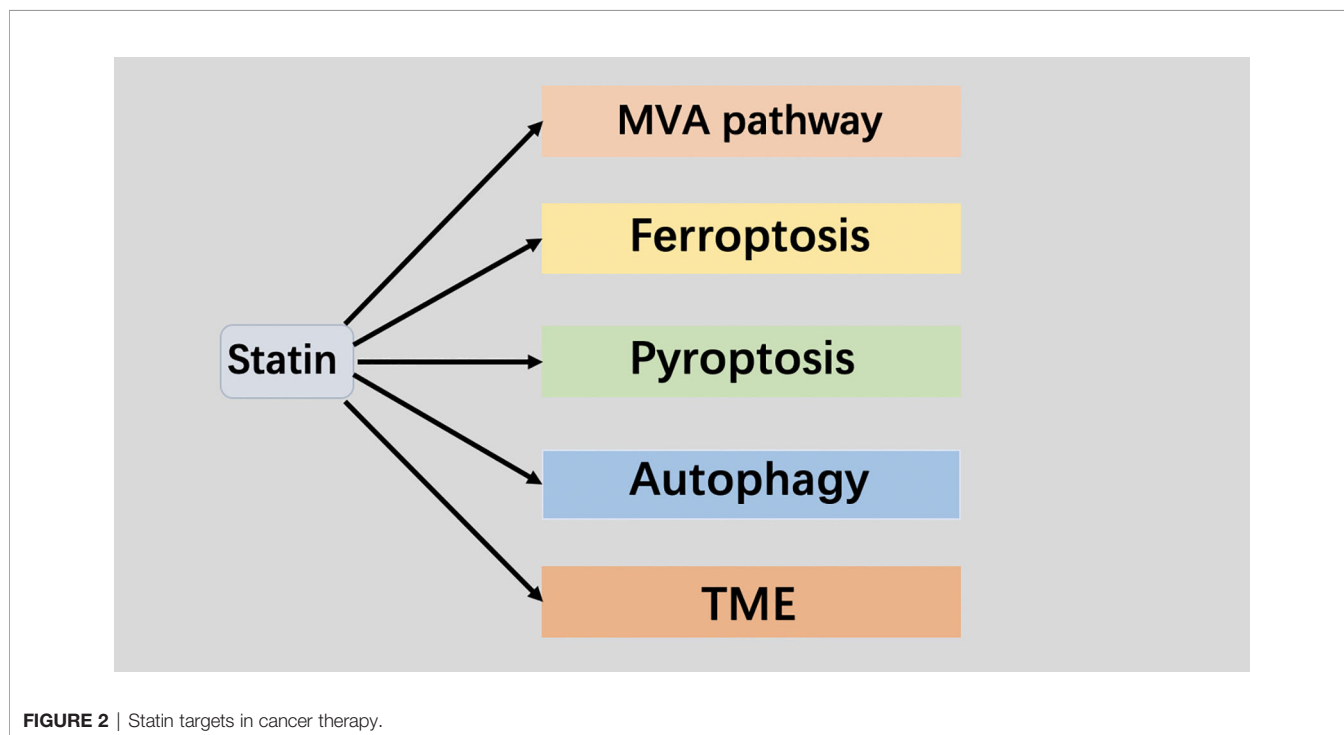 MVA pathway
Ferroptosis
Statin
Pyroptosis
Autophagy
TME
FIGURE 2 | Statin targets in cancer therapy.